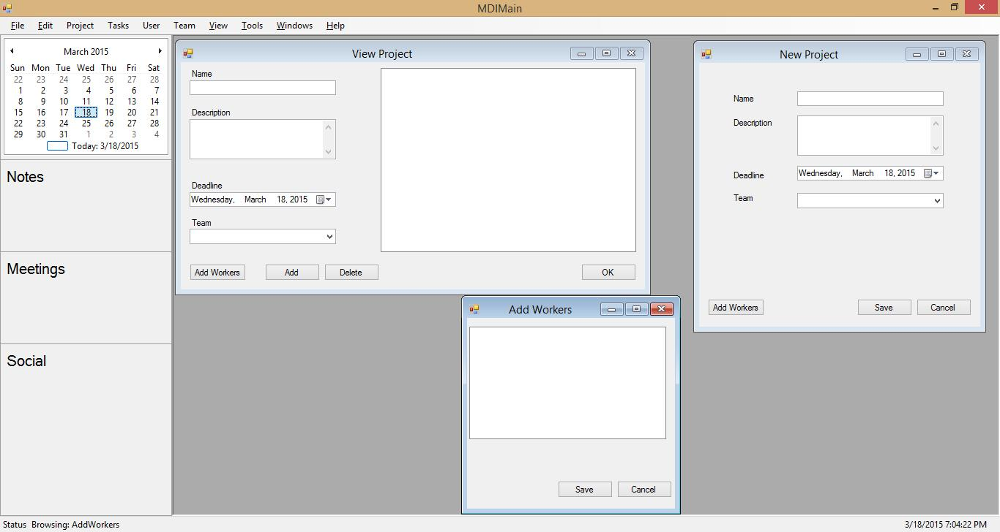 MDIMain
File Edit Project Tasks User Team View Tools Windows Help
March 2015
Sun Mon Tue Wed Thu Fri Sat
22 23 24 25 26 27 28
1 2 3 4 5 6 7
8 9 10 11 12 13 14
15 16 17 18 19 20 21
22 23 24 25 26 27 28
29 30 31 1 2 3 4
Today: 3/18/2015
Notes
Meetings
Social
View Project
Name
Description
Deadline
Wednesday, March 18, 2015
Team
Add Workers Add Delete OK
New Project
Name
Description
Deadline Wednesday, March 18, 2015
Team
Add Workers Save Cancel
Add Workers
Save Cancel
Status Browsing: AddWorkers 3/18/2015 7:04:22 PM